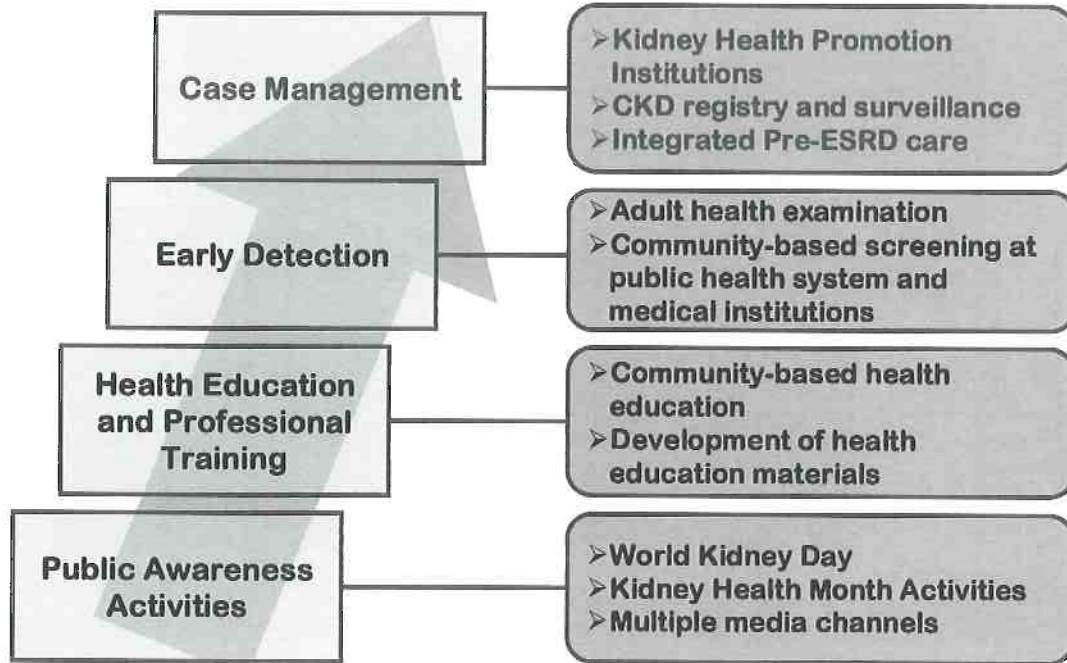 Case Management
➢Kidney Health Promotion
Institutions
➢CKD registry and surveillance
➢Integrated Pre-ESRD care
Early Detection
➢Adult health examination
➢Community-based screening at
public health system and
medical institutions
Health Education
and Professional
Training
➢Community-based health
education
➢Development of health
education materials
Public Awareness
Activities
➢World Kidney Day
➢Kidney Health Month Activities
➢Multiple media channels